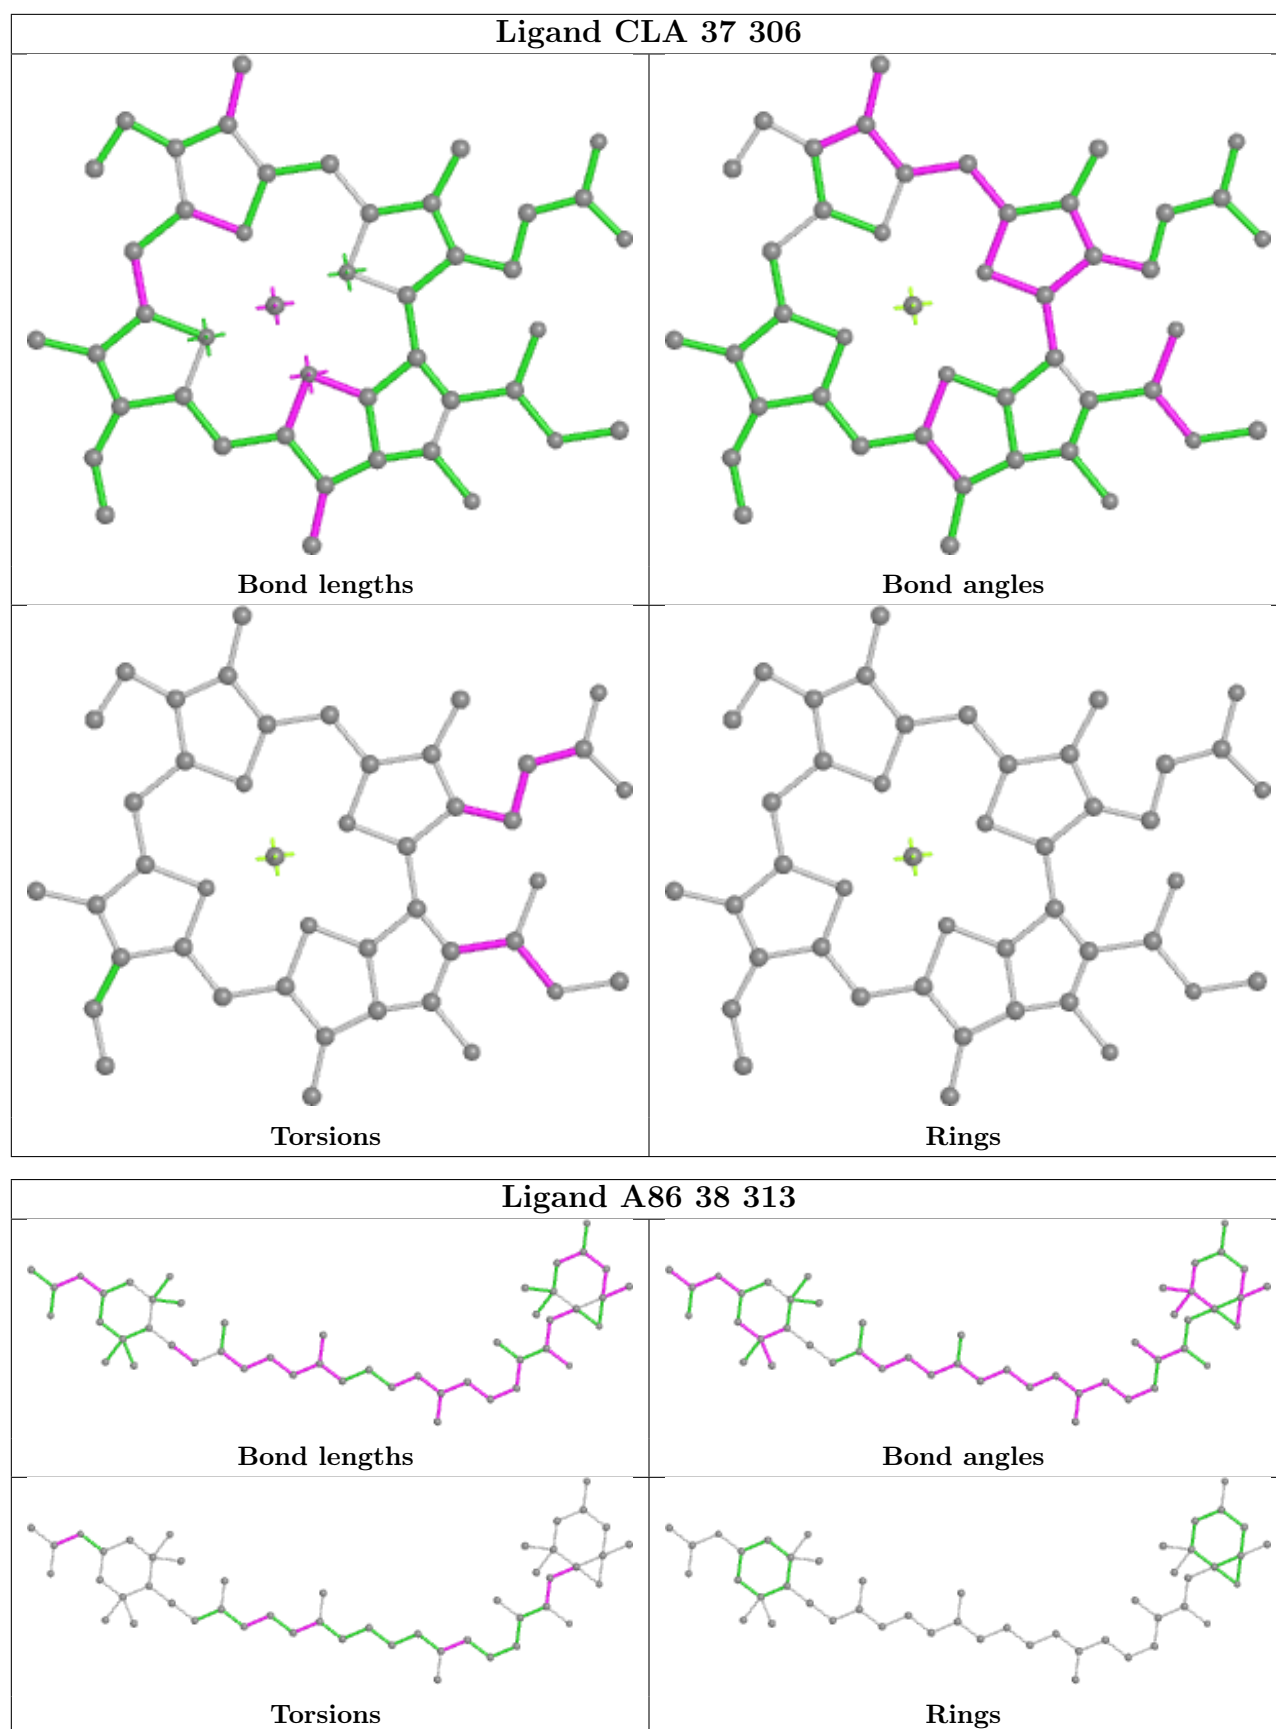 Ligand CLA 37 306
Bond lengths
Bond angles
Torsions
Rings
Ligand A86 38 313
Bond lengths
Bond angles
Torsions
Rings